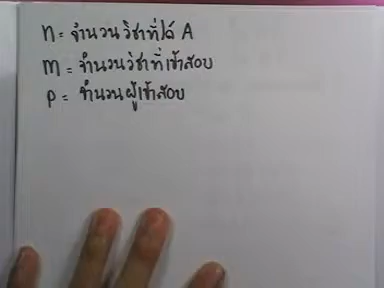 n = จำนวนวิชาที่ได้ A
m = จำนวนวิชาที่เข้าสอบ
p = จำนวนผู้เข้าสอบ